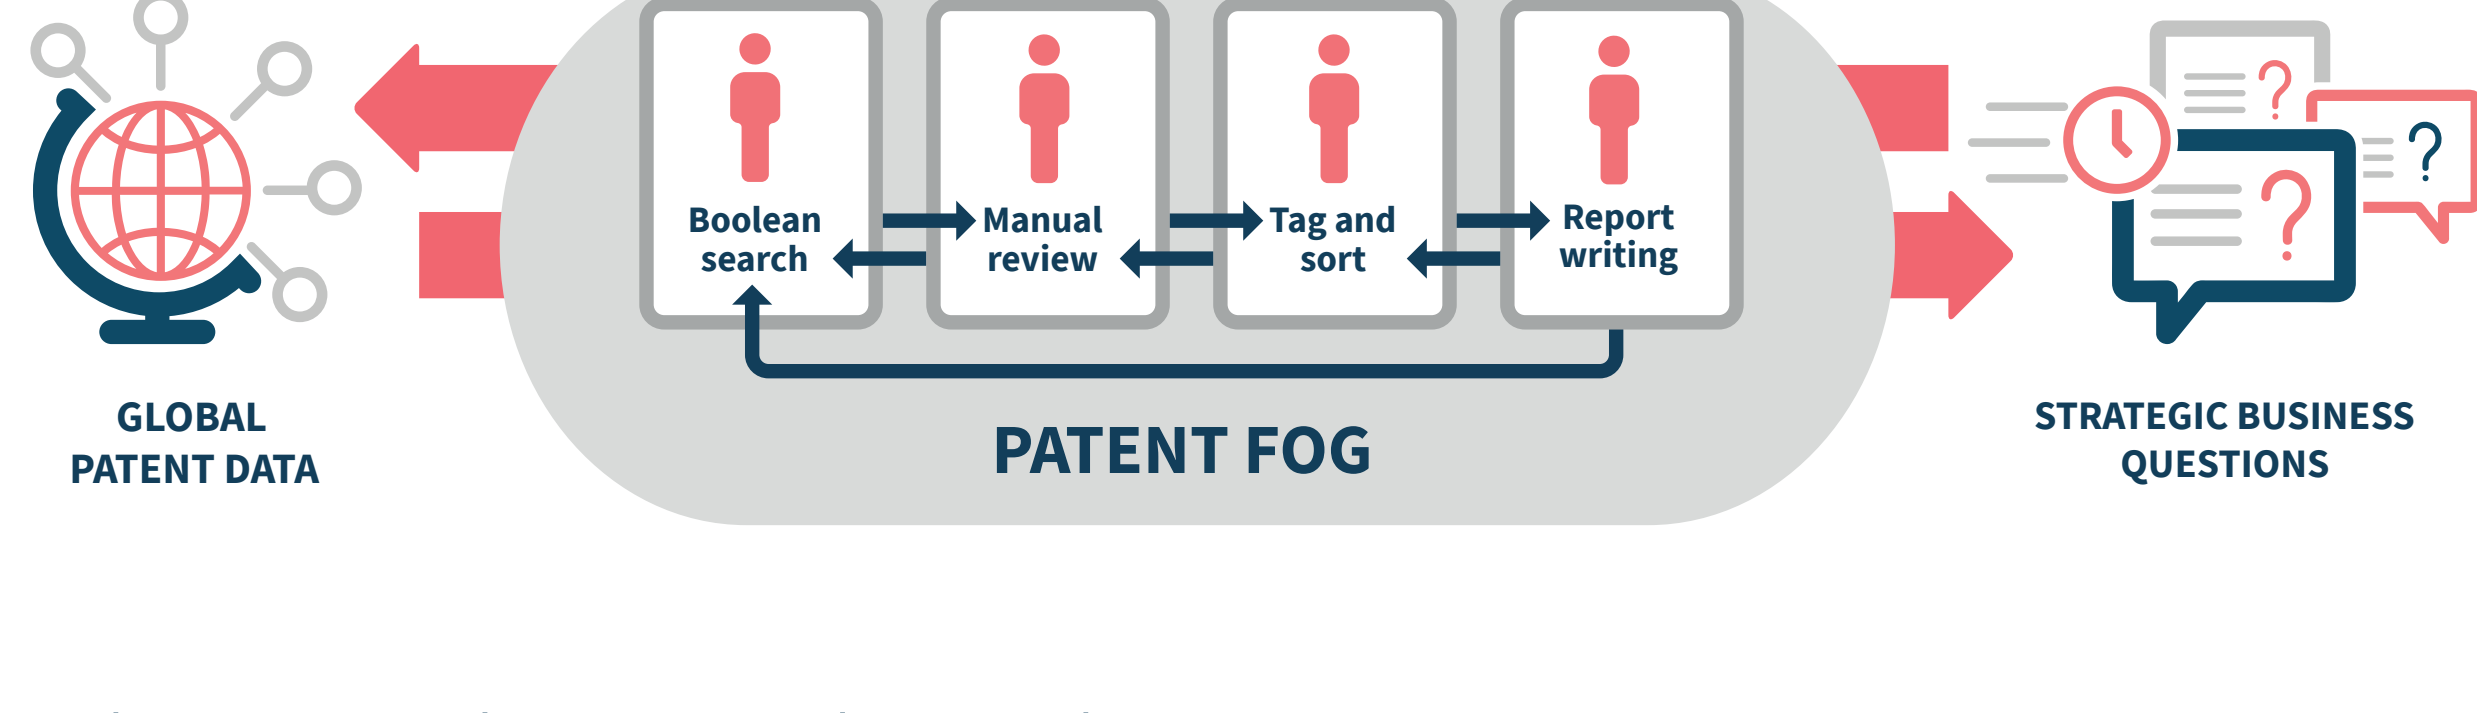 Boolean
search
Manual
review
Tag and
sort
Report
writing
PATENT FOG
GLOBAL
PATENT DATA
STRATEGIC BUSINESS
QUESTIONS